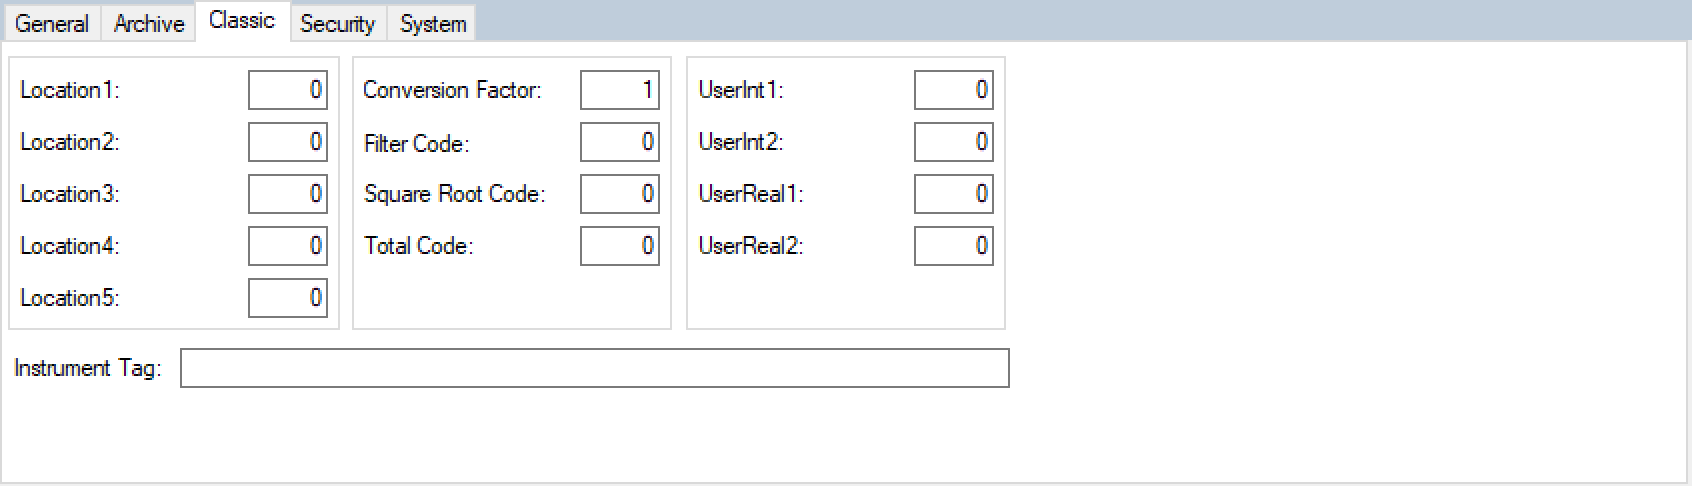 General Archive Classic Security System
Location1: 0 Conversion Factor: 1 UserInt1: 0
Location2: 0 Filter Code: 0 UserInt2: 0
Location3: 0 Square Root Code: 0 UserReal1: 0
Location4: 0 Total Code: 0 UserReal2: 0
Location5: 0
Instrument Tag: